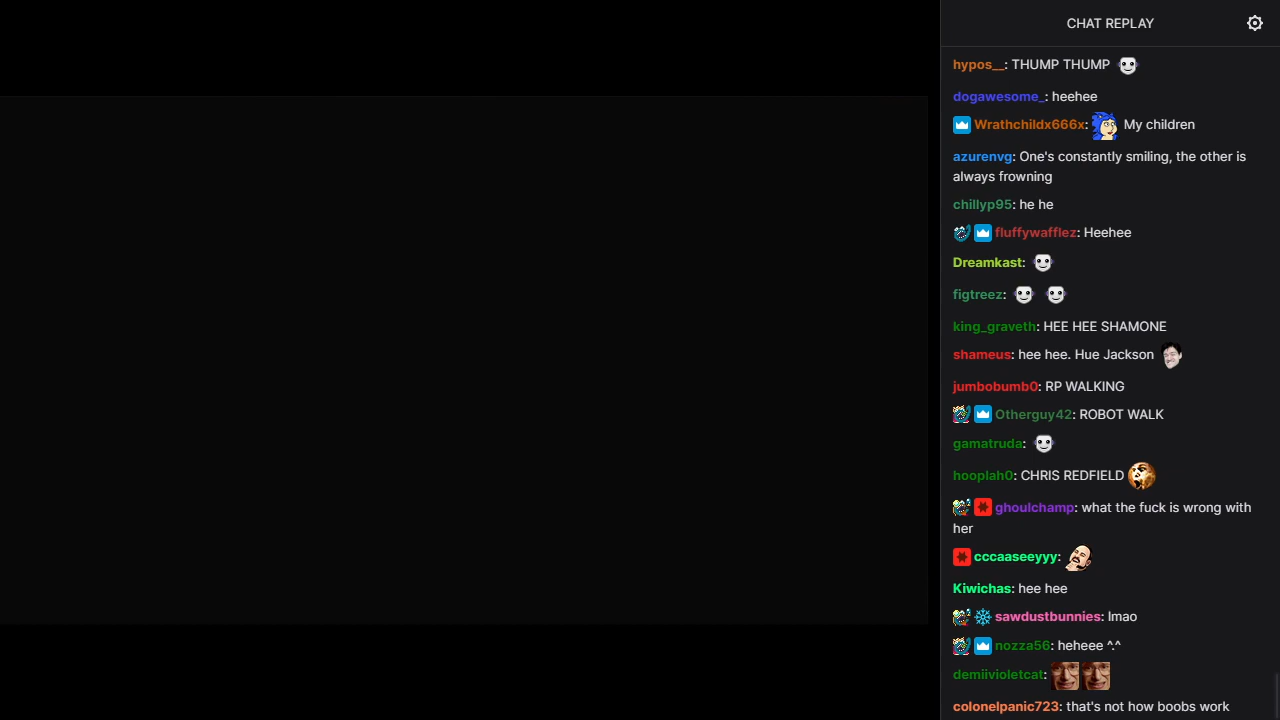 CHAT REPLAY
hypos__: THUMP THUMP
dogawesome_: heehee
Wrathchildx666x: My children
azurenvg: One's constantly smiling, the other is
always frowning
chillyp95: he he
fluffywafflez: Heehee
Dreamkast:
figtreez:
king_graveth: HEE HEE SHAMONE
shameus: hee hee. Hue Jackson
jumbobumb0: RP WALKING
Otherguy42: ROBOT WALK
gamatruda:
hooplah0: CHRIS REDFIELD
ghoulchamp: what the fuck is wrong with
her
cccaaseeyyy:
Kiwichas: hee hee
sawdustbunnies: lmao
nozza56: heheee ^.^
demiivioletcat:
colonelpanic723: that's not how boobs work